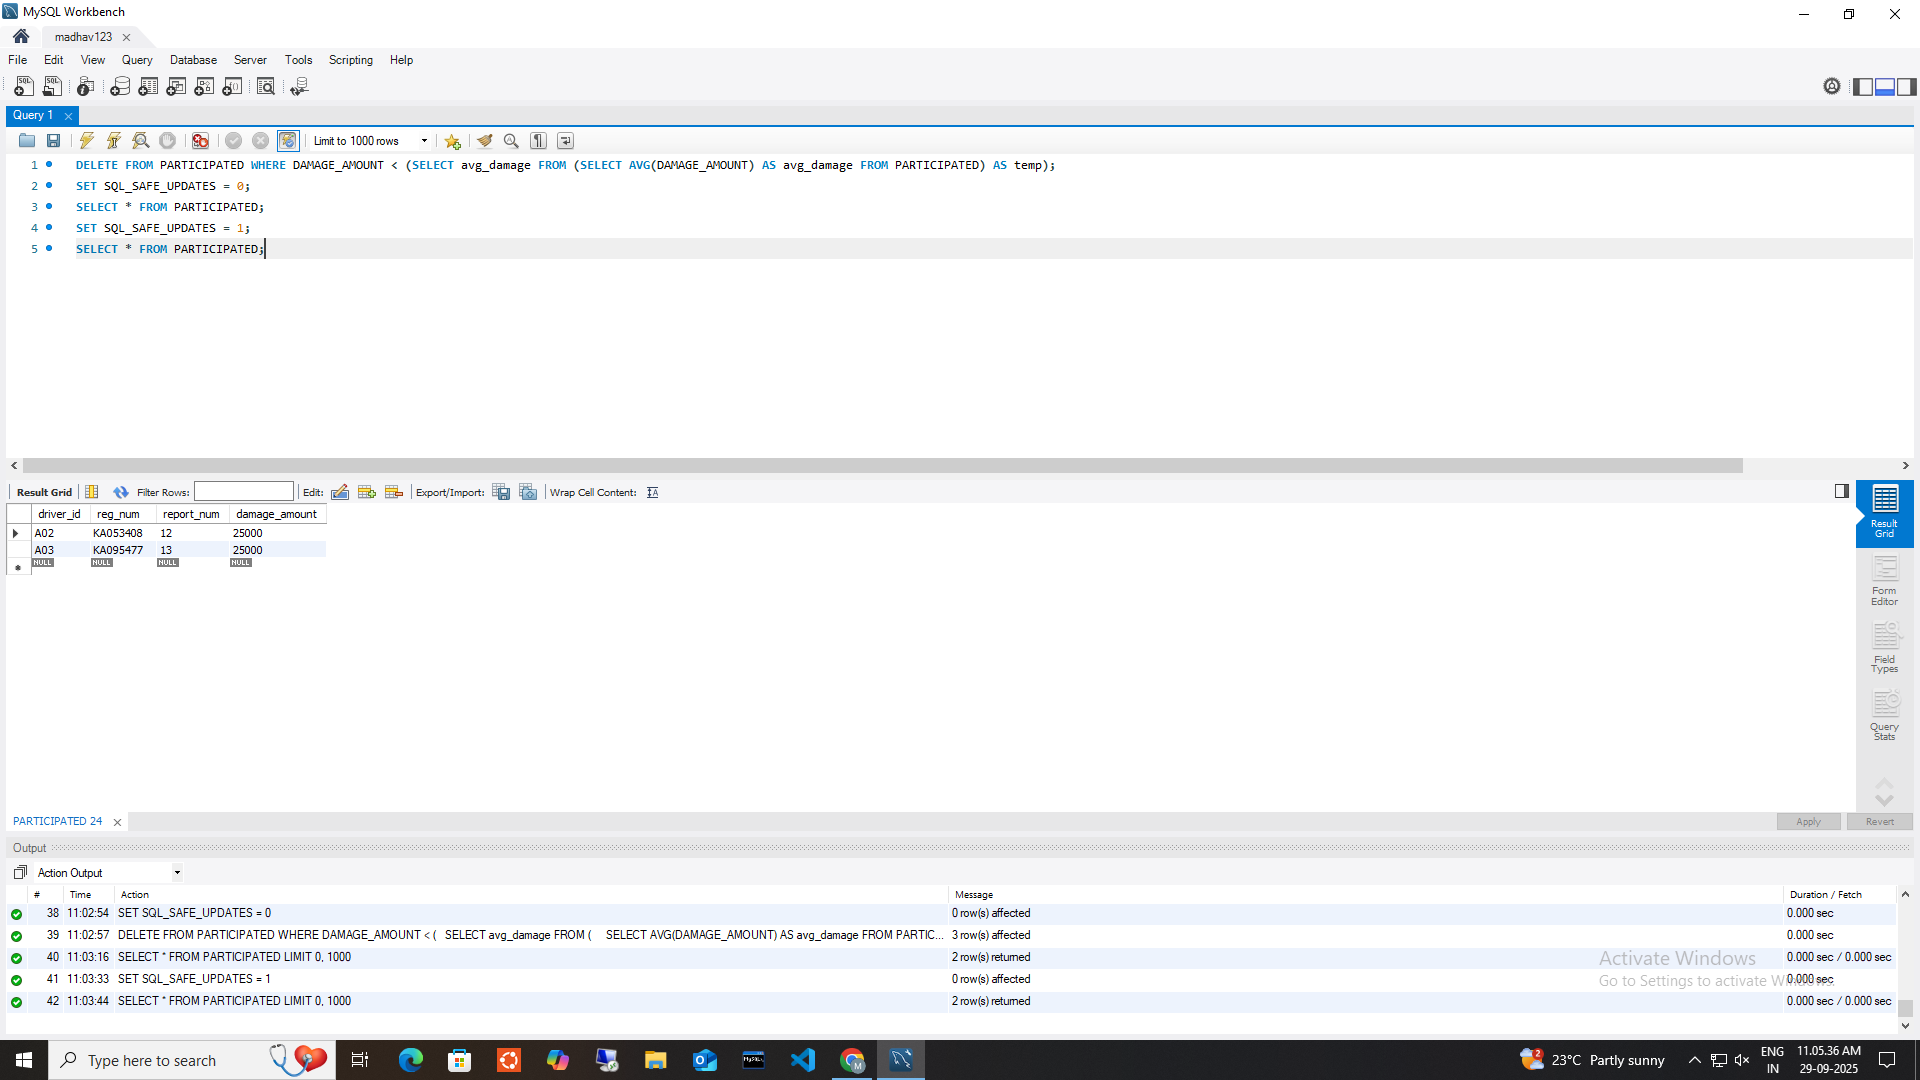 MySQL Workbench
madhav123
File Edit View Query Database Server Tools Scripting Help
Query 1
Limit to 1000 rows
1 DELETE FROM PARTICIPATED WHERE DAMAGE_AMOUNT < (SELECT avg_damage FROM (SELECT AVG(DAMAGE_AMOUNT) AS avg_damage FROM PARTICIPATED) AS temp);
2 SET SQL_SAFE_UPDATES = 0;
3 SELECT * FROM PARTICIPATED;
4 SET SQL_SAFE_UPDATES = 1;
5 SELECT * FROM PARTICIPATED;
Result Grid Filter Rows: Edit: Export/Import: Wrap Cell Content:
driver_id reg_num report_num damage_amount
A02 KA053408 12 25000
A03 KA095477 13 25000
NULL NULL NULL NULL
Result
Grid
Form
Editor
Field
Types
Query
Stats
PARTICIPATED 24 Apply Revert
Output
Action Output
# Time Action Message Duration / Fetch
38 11:02:54 SET SQL_SAFE_UPDATES = 0 0 row(s) affected 0.000 sec
39 11:02:57 DELETE FROM PARTICIPATED WHERE DAMAGE_AMOUNT < ( SELECT avg_damage FROM ( SELECT AVG(DAMAGE_AMOUNT) AS avg_damage FROM PARTIC... 3 row(s) affected 0.000 sec
40 11:03:16 SELECT * FROM PARTICIPATED LIMIT 0, 1000 2 row(s) returned 0.000 sec / 0.000 sec
41 11:03:33 SET SQL_SAFE_UPDATES = 1 0 row(s) affected 0.000 sec
42 11:03:44 SELECT * FROM PARTICIPATED LIMIT 0, 1000 2 row(s) returned 0.000 sec / 0.000 sec
Activate Windows
Go to Settings to activate Windows.
Type here to search
23°C Partly sunny
ENG
IN
11.05.36 AM
29-09-2025